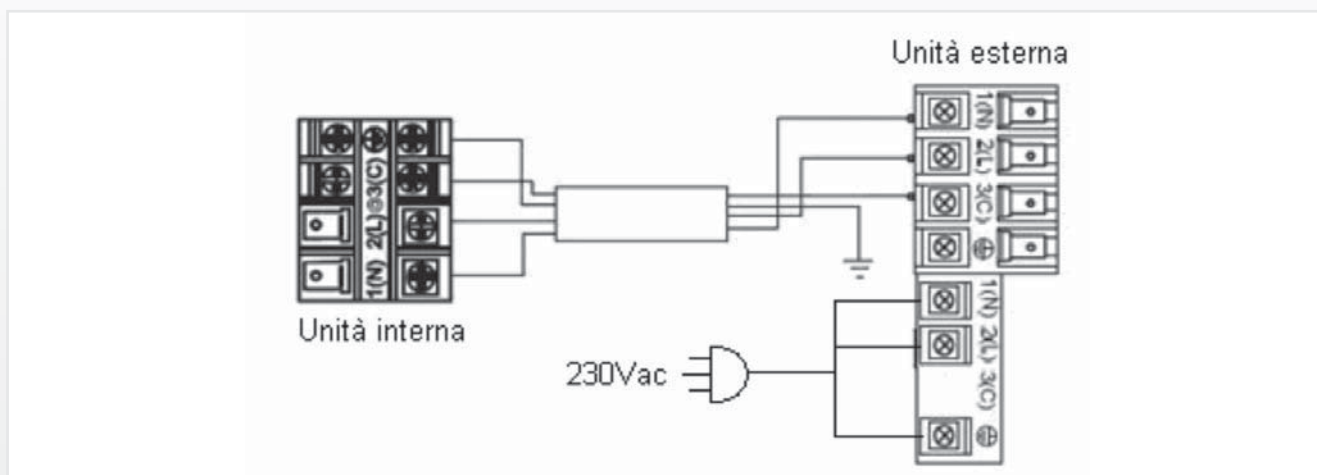 Unità esterna
1(N)
2(L)
3(C)
3(C)
2(L)
1(N)
Unità interna
1(N)
2(L)
3(C)
230Vac